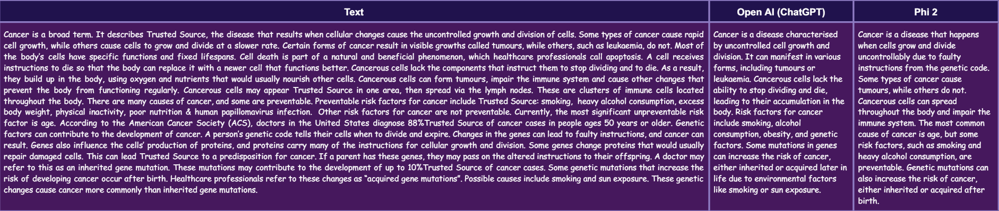 Text
Open AI (ChatGPT)
Phi 2
Cancer is a broad term. It describes Trusted Source, the disease that results when cellular changes cause the uncontrolled growth and division of cells. Some types of cancer cause rapid
cell growth, while others cause cells to grow and divide at a slower rate. Certain forms of cancer result in visible growths called tumours, while others, such as leukaemia, do not. Most of
the body's cells have specific functions and fixed lifespans. Cell death is part of a natural and beneficial phenomenon, which healthcare professionals call apoptosis. A cell receives
instructions to die so that the body can replace it with a newer cell that functions better. Cancerous cells lack the components that instruct them to stop dividing and to die. As a result,
they build up in the body, using oxygen and nutrients that would usually nourish other cells. Cancerous cells can form tumours, impair the immune system and cause other changes that
prevent the body from functioning regularly. Cancerous cells may appear Trusted Source in one area, then spread via the lymph nodes. These are clusters of immune cells located
throughout the body. There are many causes of cancer, and some are preventable. Preventable risk factors for cancer include Trusted Source: smoking, heavy alcohol consumption, excess
body weight, physical inactivity, poor nutrition & human papillomavirus infection. Other risk factors for cancer are not preventable. Currently, the most significant unpreventable risk
factor is age. According to the American Cancer Society (ACS), doctors in the United States diagnose 88%Trusted Source of cancer cases in people ages 50 years or older. Genetic
factors can contribute to the development of cancer. A person's genetic code tells their cells when to divide and expire. Changes in the genes can lead to faulty instructions, and cancer can
result. Genes also influence the cells' production of proteins, and proteins carry many of the instructions for cellular growth and division. Some genes change proteins that would usually
repair damaged cells. This can lead Trusted Source to a predisposition for cancer. If a parent has these genes, they may pass on the altered instructions to their offspring. A doctor may
refer to this as an inherited gene mutation. These mutations may contribute to the development of up to 10%Trusted Source of cancer cases. Some genetic mutations that increase the
risk of developing cancer occur after birth. Healthcare professionals refer to these changes as "acquired gene mutations". Possible causes include smoking and sun exposure. These genetic
changes cause cancer more commonly than inherited gene mutations.
Cancer is a disease characterised
by uncontrolled cell growth and
division. It can manifest in various
forms, including tumours or
leukaemia. Cancerous cells lack the
ability to stop dividing and die,
leading to their accumulation in the
body. Risk factors for cancer
include smoking, alcohol
consumption, obesity, and genetic
factors. Some mutations in genes
can increase the risk of cancer,
either inherited or acquired later in
life due to environmental factors
like smoking or sun exposure.
Cancer is a disease that happens
when cells grow and divide
uncontrollably due to faulty
instructions from the genetic code.
Some types of cancer cause
tumours, while others do not.
Cancerous cells can spread
throughout the body and impair the
immune system. The most common
cause of cancer is age, but some
risk factors, such as smoking and
heavy alcohol consumption, are
preventable. Genetic mutations can
also increase the risk of cancer,
either inherited or acquired after
birth.